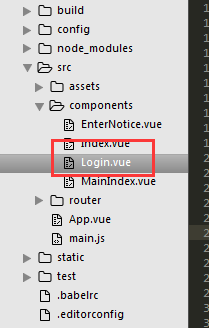 build
config
node_modules
src
assets
components
EnterNotice.vue
Index.vue
Login.vue
MainIndex.vue
router
App.vue
main.js
static
test
.babelrc
.editorconfig